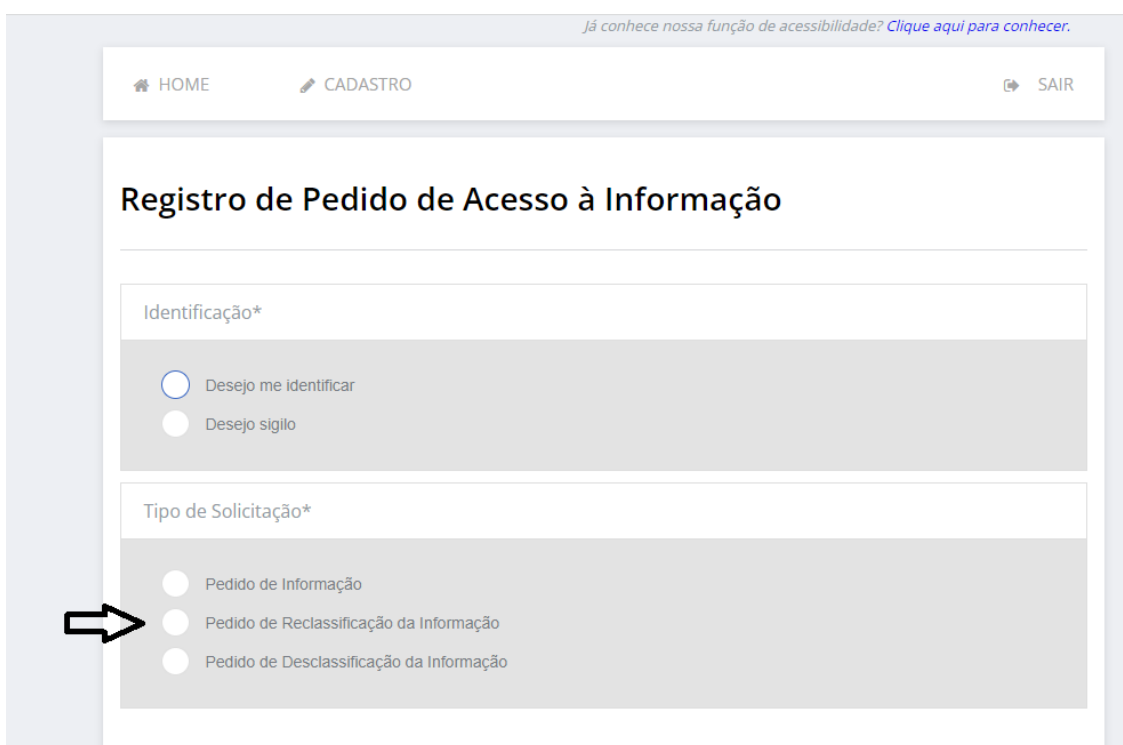 Já conhece nossa função de acessibilidade? Clique aqui para conhecer.
HOME CADASTRO SAIR
Registro de Pedido de Acesso à Informação
Identificação*
Desejo me identificar
Desejo sigilo
Tipo de Solicitação*
Pedido de Informação
Pedido de Reclassificação da Informação
Pedido de Desclassificação da Informação